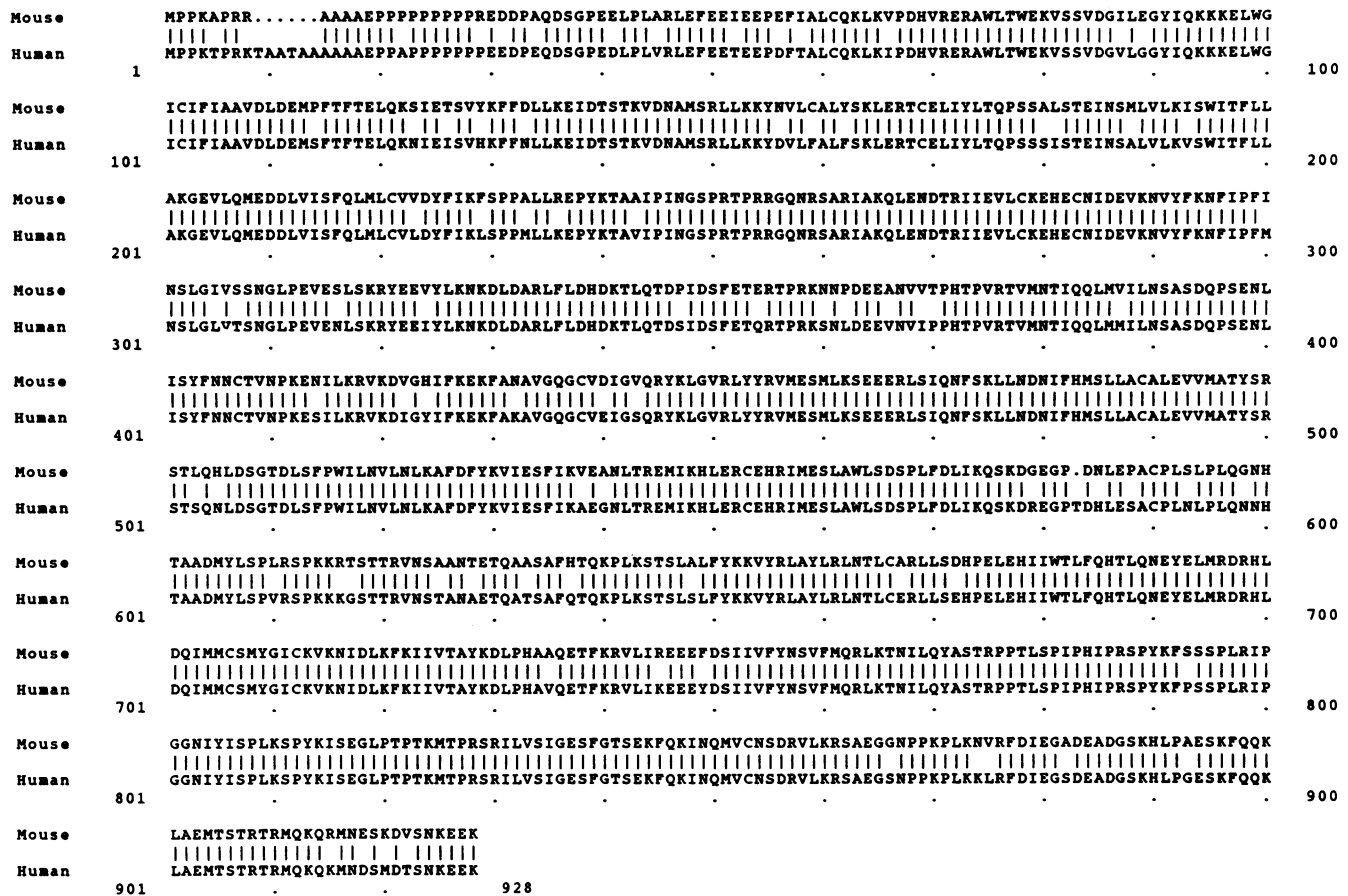 Mouse MPPKAPRR......AAAAEPPPPPPPPPPREDDPAQDSGPEELPLARLEFEEIEEPEFIALCQKLKVPDHVRERAWLTWEKVSSVDGILEGYIQKKKELWG
Human MPPKTPRKTAATAAAAAAEPPAPPPPPPPEEDPEQDSGPEDLPLVRLEFEETEEPDFTALCQKLKIPDHVRERAWLTWEKVSSVDGVLGGYIQKKKELWG
1 . . . . . . . . . . 100
Mouse ICIFIAAVDLDEMPFTFTELQKSIETSVYKFFDLLKEIDTSTKVDNAMSRLLKKYNVLCALYSKLERTCELIYLTQPSSALSTEINSMLVLKISWITFLL
Human ICIFIAAVDLDEMSFTFTELQKNIEISVHKFFNLLKEIDTSTKVDNAMSRLLKKYDVLFALFSKLERTCELIYLTQPSSSISTEINSALVLKVSWITFLL
101 . . . . . . . . . . 200
Mouse AKGEVLQMEDDLVISFQLMLCVVDYFIKFSPPALLREPYKTAAIPINGSPRTPRRGQNRSARIAKQLENDTRIIEVLCKEHECNIDEVKNVYFKNFIPFI
Human AKGEVLQMEDDLVISFQLMLCVLDYFIKLSPPMLLKEPYKTAVIPINGSPRTPRRGQNRSARIAKQLENDTRIIEVLCKEHECNIDEVKNVYFKNFIPFM
201 . . . . . . . . . . 300
Mouse NSLGIVSSNGLPEVESLSKRYEEVYLKNKDLDARLFLDHDKTLQTDPIDSFETERTPRKNNPDEEANVVTPHTPVRTVMNTIQQLMVILNSASDQPSENL
Human NSLGLVTSNGLPEVENLSKRYEEIYLKNKDLDARLFLDHDKTLQTDSIDSFETQRTPRKSNLDEEVNVIPPHTPVRTVMNTIQQLMMILNSASDQPSENL
301 . . . . . . . . . . 400
Mouse ISYFNNCTVNPKENILKRVKDVGHIFKEKFANAVGQGCVDIGVQRYKLGVRLYYRVMESMLKSEEERLSIQNFSKLLNDNIFHMSLLACALEVVMATYSR
Human ISYFNNCTVNPKESILKRVKDIGYIFKEKFAKAVGQGCVEIGSQRYKLGVRLYYRVMESMLKSEEERLSIQNFSKLLNDNIFHMSLLACALEVVMATYSR
401 . . . . . . . . . . 500
Mouse STLQHLDSGTDLSFPWILNVLNLKAFDFYKVIESFIKVEANLTREMIKHLERCEHRIMESLAWLSDSPLFDLIKQSKDGEGP.DNLEPACPLSLPLQGNH
Human STSQNLDSGTDLSFPWILNVLNLKAFDFYKVIESFIKAEGNLTREMIKHLERCEHRIMESLAWLSDSPLFDLIKQSKDREGPTDHLESACPLNLPLQNNH
501 . . . . . . . . . . 600
Mouse TAADMYLSPLRSPKKRTSTTRVNSAANTETQAASAFHTQKPLKSTSLALFYKKVYRLAYLRLNTLCARLLSDHPELEHIIWTLFQHTLQNEYELMRDRHL
Human TAADMYLSPVRSPKKKGSTTRVNSTANAETQATSAFQTQKPLKSTSLSLFYKKVYRLAYLRLNTLCERLLSEHPELEHIIWTLFQHTLQNEYELMRDRHL
601 . . . . . . . . . . 700
Mouse DQIMMCSMYGICKVKNIDLKFKIIVTAYKDLPHAAQETFKRVLIREEEFDSIIVFYNSVFMQRLKTNILQYASTRPPTLSPIPHIPRSPYKFSSSPLRIP
Human DQIMMCSMYGICKVKNIDLKFKIIVTAYKDLPHAVQETFKRVLIKEEEYDSIIVFYNSVFMQRLKTNILQYASTRPPTLSPIPHIPRSPYKFPSSPLRIP
701 . . . . . . . . . . 800
Mouse GGNIYISPLKSPYKISEGLPTPTKMTPRSRILVSIGESFGTSEKFQKINQMVCNSDRVLKRSAEGGNPPKPLKNVRFDIEGADEADGSKHLPAESKFQQK
Human GGNIYISPLKSPYKISEGLPTPTKMTPRSRILVSIGESFGTSEKFQKINQMVCNSDRVLKRSAEGSNPPKPLKKLRFDIEGSDEADGSKHLPGESKFQQK
801 . . . . . . . . . . 900
Mouse LAEMTSTRTRMQKQRMNESKDVSNKEEK
Human LAEMTSTRTRMQKQKMNDSMDTSNKEEK
901 . . 928